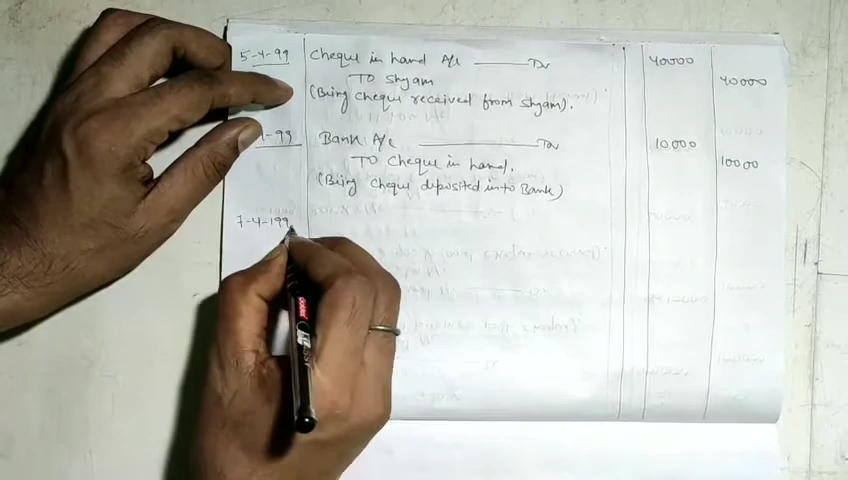 5-4-99 Cheque in hand A/c Dr 40000
TO Shyam 40000
(Being cheque received from shyam).
-99 Bank A/c Dr 10000
TO Cheque in hand. 10000
(Being cheque deposited into Bank)
7-4-199